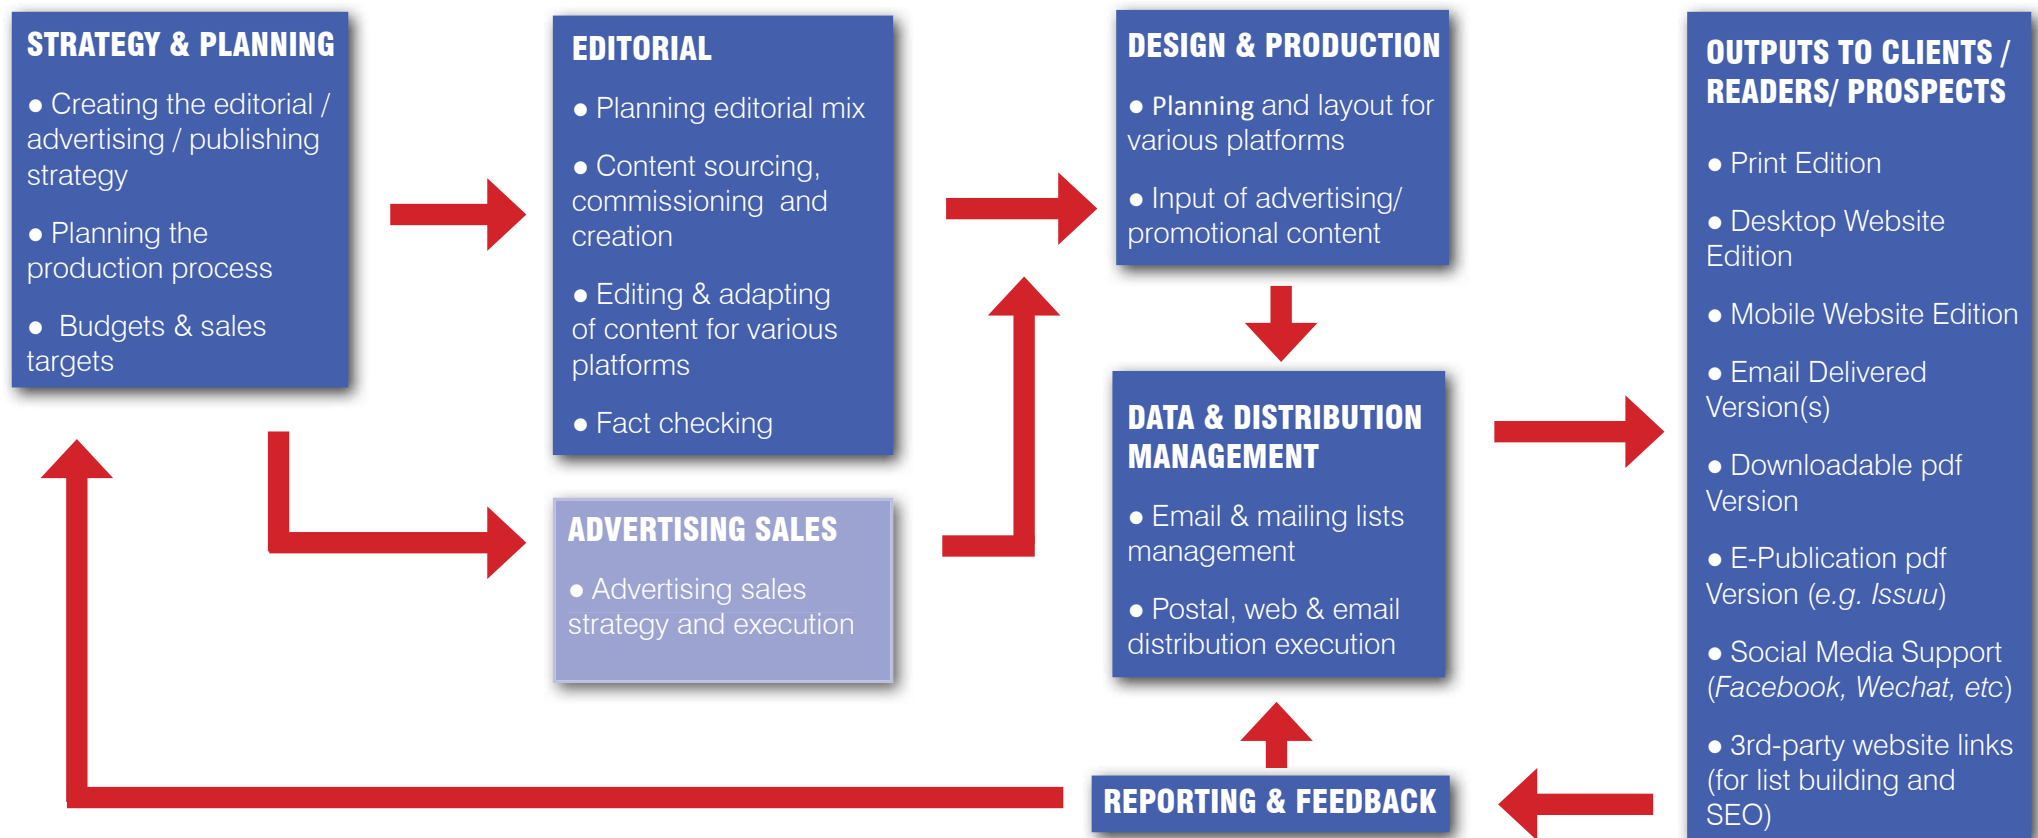 STRATEGY & PLANNING
● Creating the editorial /
advertising / publishing
strategy
● Planning the
production process
● Budgets & sales
targets
EDITORIAL
● Planning editorial mix
● Content sourcing,
commissioning and
creation
● Editing & adapting
of content for various
platforms
● Fact checking
ADVERTISING SALES
● Advertising sales
strategy and execution
DESIGN & PRODUCTION
● Planning and layout for
various platforms
● Input of advertising/
promotional content
DATA & DISTRIBUTION
MANAGEMENT
● Email & mailing lists
management
● Postal, web & email
distribution execution
REPORTING & FEEDBACK
OUTPUTS TO CLIENTS /
READERS/ PROSPECTS
● Print Edition
● Desktop Website
Edition
● Mobile Website Edition
● Email Delivered
Version(s)
● Downloadable pdf
Version
● E-Publication pdf
Version (e.g. Issuu)
● Social Media Support
(Facebook, Wechat, etc)
● 3rd-party website links
(for list building and
SEO)